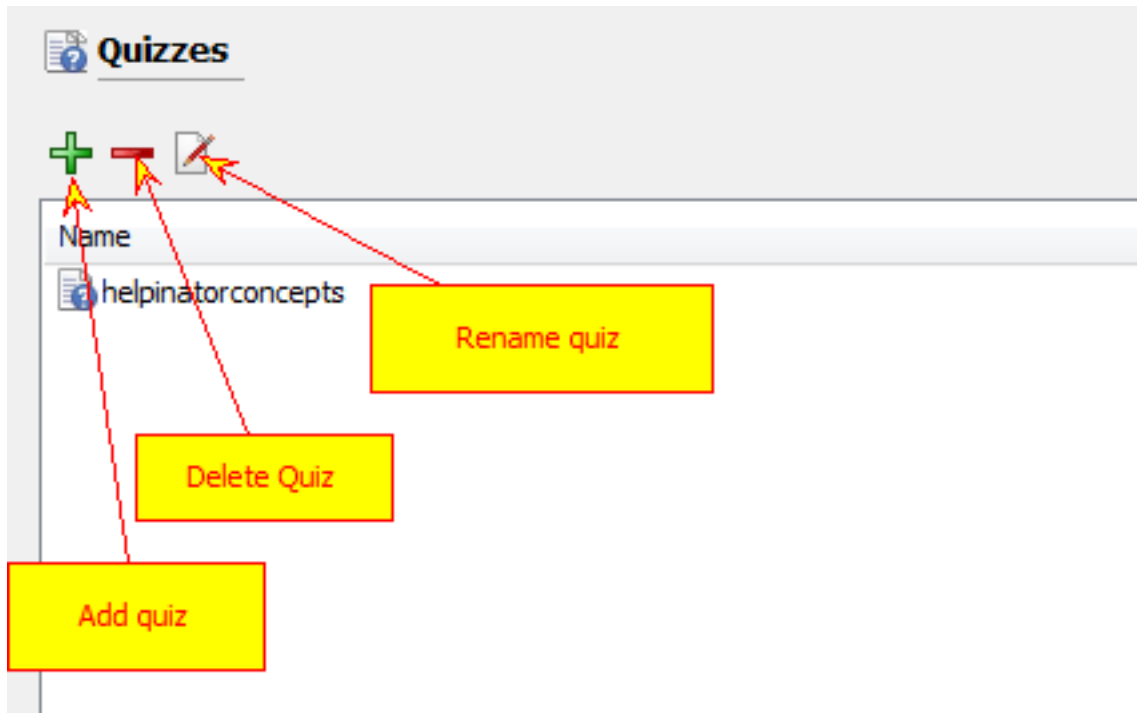 Quizzes
Name
helpinatorconcepts
Rename quiz
Delete Quiz
Add quiz